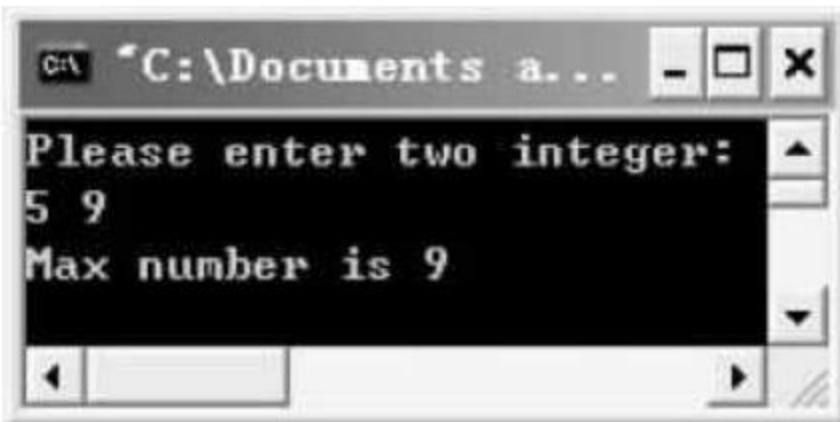 C:\ "C:\Documents a...
Please enter two integer:
5 9
Max number is 9